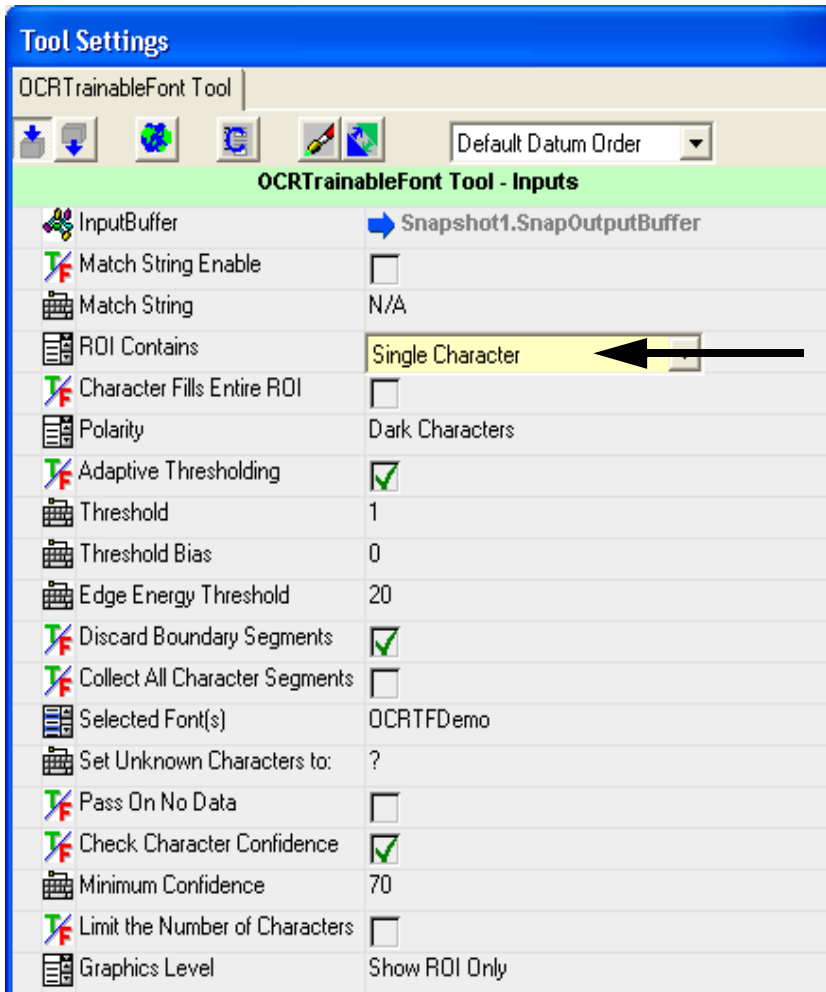 Tool Settings
OCRTrainableFont Tool
Default Datum Order
OCRTrainableFont Tool - Inputs
InputBuffer Snapshot1.SnapOutputBuffer
Match String Enable
Match String N/A
ROI Contains Single Character
Character Fills Entire ROI
Polarity Dark Characters
Adaptive Thresholding
Threshold 1
Threshold Bias 0
Edge Energy Threshold 20
Discard Boundary Segments
Collect All Character Segments
Selected Font(s) OCRTFDemo
Set Unknown Characters to: ?
Pass On No Data
Check Character Confidence
Minimum Confidence 70
Limit the Number of Characters
Graphics Level Show ROI Only